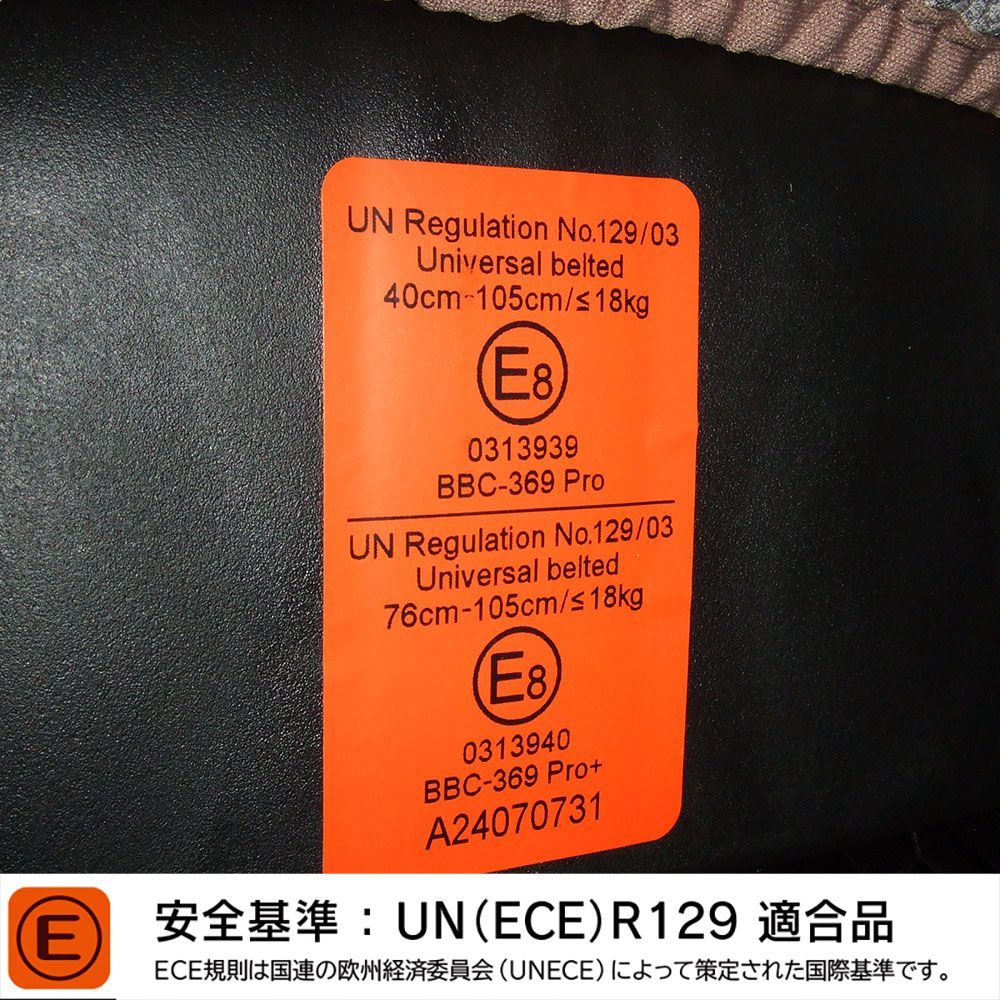 UN Regulation No.129/03
Universal belted
40cm-105cm/≤18kg
E8
0313939
BBC-369 Pro
UN Regulation No.129/03
Universal belted
76cm-105cm/≤18kg
E8
0313940
BBC-369 Pro+
A24070731
E
安全基準：UN(ECE)R129 適合品
ECE規則は国連の欧州経済委員会（UNECE）によって策定された国際基準です。